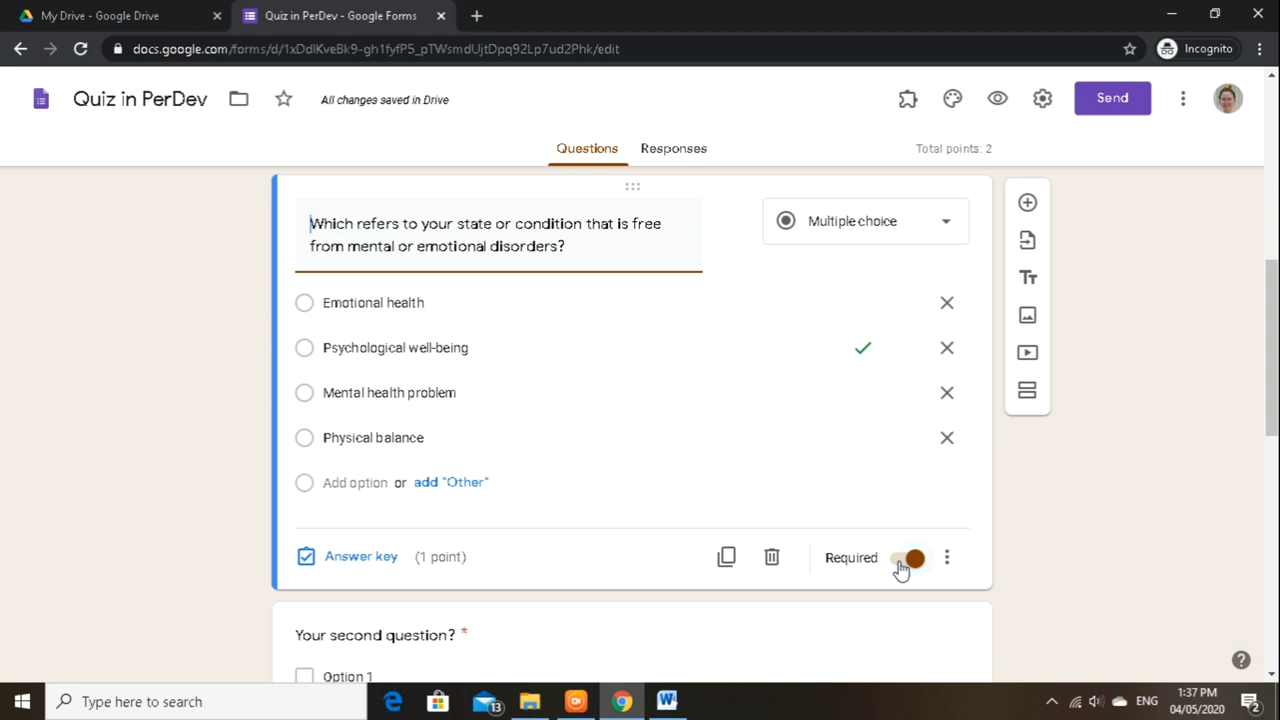 My Drive - Google Drive
Quiz in PerDev - Google Forms
docs.google.com/forms/d/1xDdlKveBk9-gh1fyfP5_pTWsmdUjtDpq92Lp7ud2Phk/edit
Incognito
Quiz in PerDev
All changes saved in Drive
Send
Questions
Responses
Total points: 2
Which refers to your state or condition that is free
from mental or emotional disorders?
Multiple choice
Emotional health
Psychological well-being
Mental health problem
Physical balance
Add option or add "Other"
Answer key (1 point)
Required
Your second question? *
Option 1
Type here to search
13
ENG
1:37 PM
04/05/2020
2